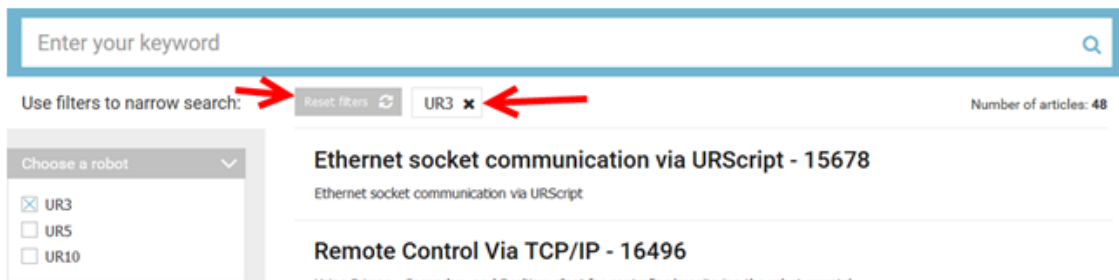 Enter your keyword
Use filters to narrow search:
Reset filters
UR3
Number of articles: 48
Choose a robot
UR3
UR5
UR10
Ethernet socket communication via URScript - 15678
Ethernet socket communication via URScript
Remote Control Via TCP/IP - 16496